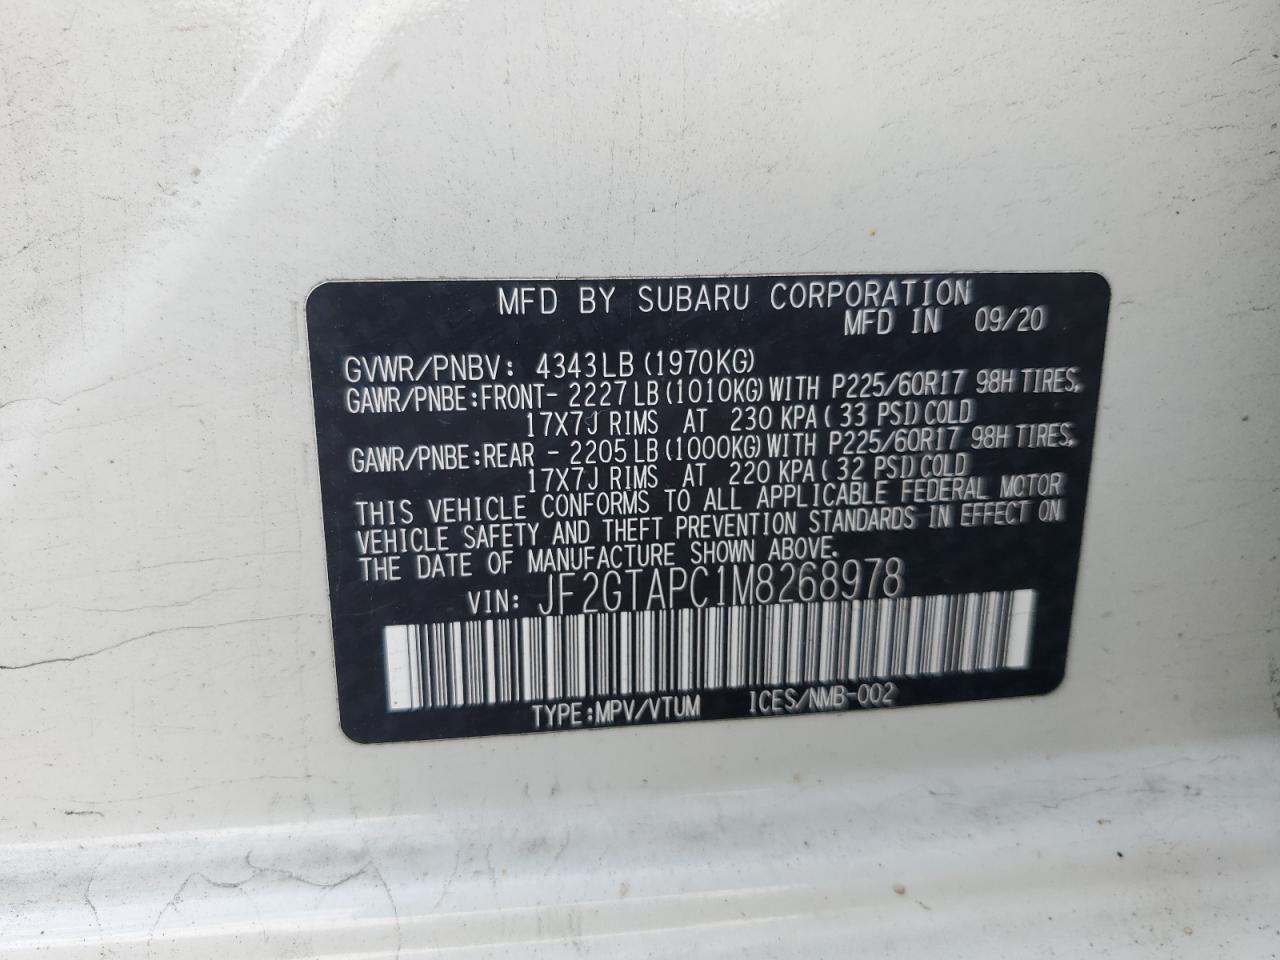 MFD BY SUBARU CORPORATION
MFD IN 09/20
GVWR/PNBV: 4343LB(1970KG)
GAWR/PNBE:FRONT- 2227LB(1010KG)WITH P225/60R17 98H TIRES,
17X7J RIMS AT 230 KPA( 33 PSI)COLD
GAWR/PNBE:REAR - 2205LB(1000KG)WITH P225/60R17 98H TIRES,
17X7J RIMS AT 220 KPA( 32 PSI)COLD
THIS VEHICLE CONFORMS TO ALL APPLICABLE FEDERAL MOTOR
VEHICLE SAFETY AND THEFT PREVENTION STANDARDS IN EFFECT ON
THE DATE OF MANUFACTURE SHOWN ABOVE.
VIN: JF2GTAPC1M8268978
TYPE:MPV/VTUM ICES/NMB-002